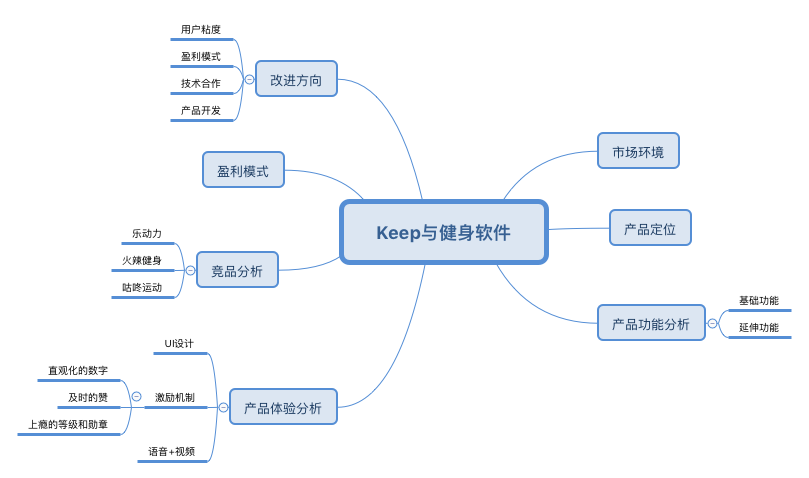 Keep与健身软件
市场环境
产品定位
产品功能分析
基础功能
延伸功能
产品体验分析
UI设计
激励机制
直观化的数字
及时的赞
上瘾的等级和勋章
语音+视频
竞品分析
乐动力
火辣健身
咕咚运动
盈利模式
改进方向
用户粘度
盈利模式
技术合作
产品开发